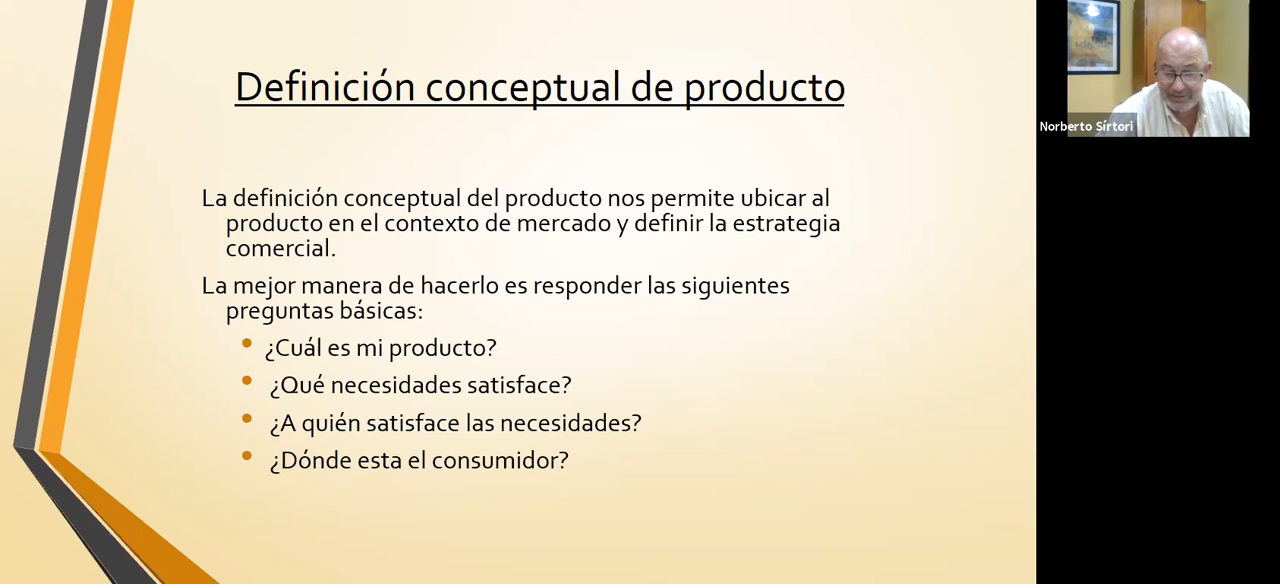 Definición conceptual de producto
La definición conceptual del producto nos permite ubicar al
producto en el contexto de mercado y definir la estrategia
comercial.
La mejor manera de hacerlo es responder las siguientes
preguntas básicas:
¿Cuál es mi producto?
¿Qué necesidades satisface?
¿A quién satisface las necesidades?
¿Dónde esta el consumidor?
Norberto Sírtori